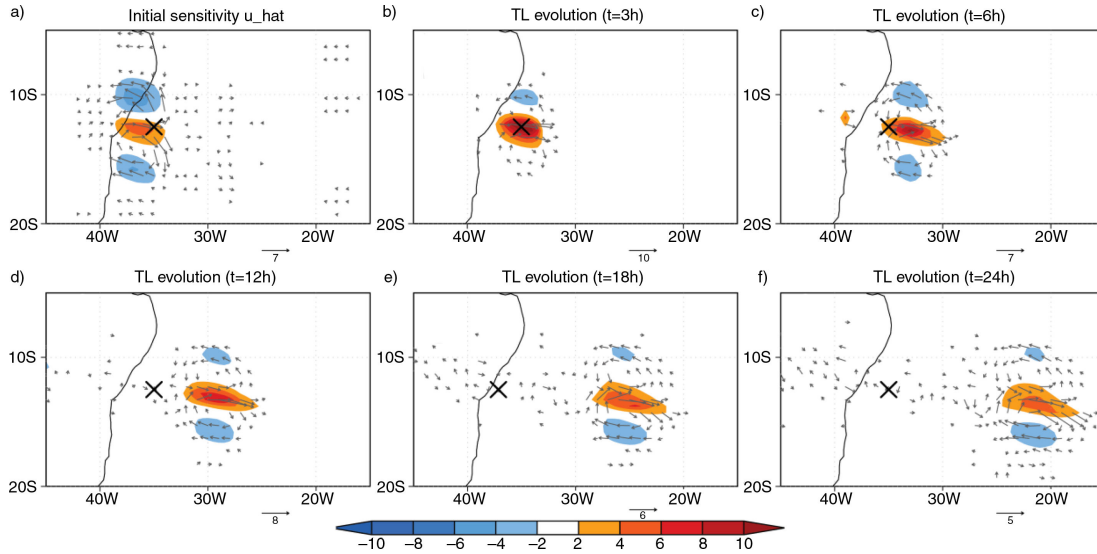 a) Initial sensitivity u_hat
b) TL evolution (t=3h)
c) TL evolution (t=6h)
10S
20S
40W 30W 20W
7
10S
20S
40W 30W 20W
10
10S
20S
40W 30W 20W
7
d) TL evolution (t=12h)
e) TL evolution (t=18h)
f) TL evolution (t=24h)
10S
20S
40W 30W 20W
8
10S
20S
40W 30W 20W
6
10S
20S
40W 30W 20W
5
−10 −8 −6 −4 −2 2 4 6 8 10